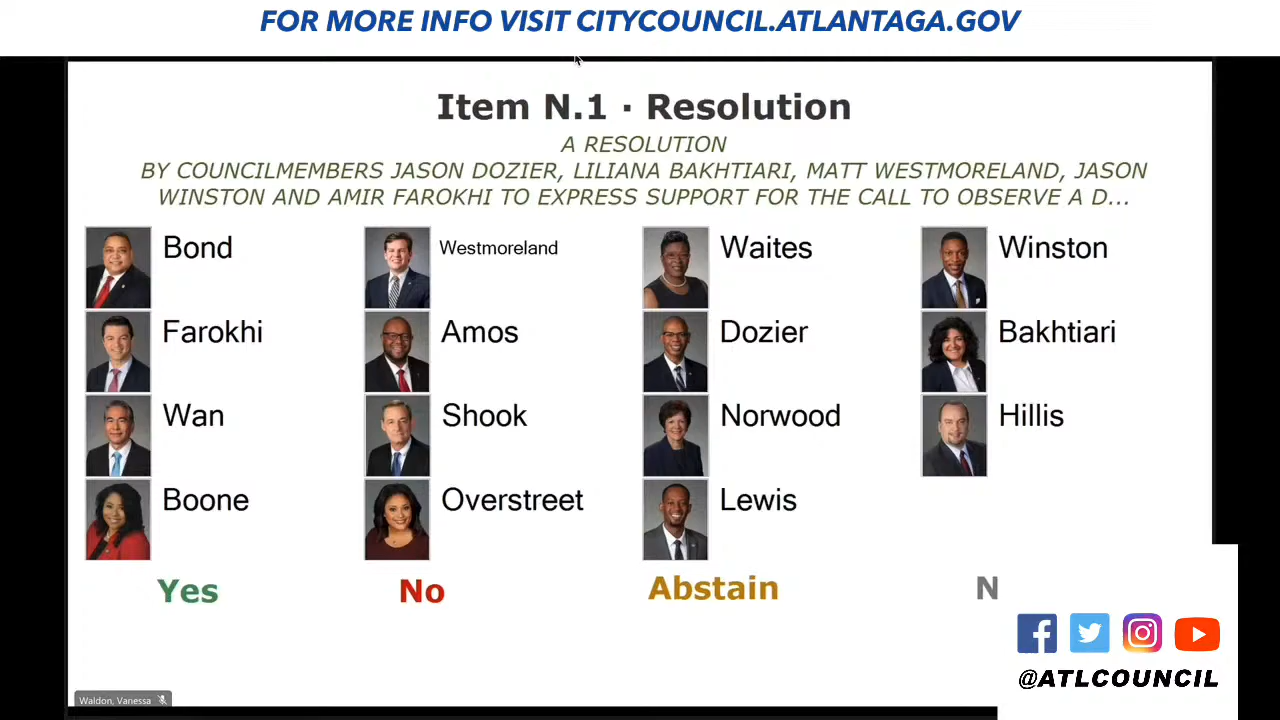 FOR MORE INFO VISIT CITYCOUNCIL.ATLANTAGA.GOV
Item N.1 · Resolution
A RESOLUTION
BY COUNCILMEMBERS JASON DOZIER, LILIANA BAKHTIARI, MATT WESTMORELAND, JASON
WINSTON AND AMIR FAROKHI TO EXPRESS SUPPORT FOR THE CALL TO OBSERVE A D...
Bond Westmoreland Waites Winston
Farokhi Amos Dozier Bakhtiari
Wan Shook Norwood Hillis
Boone Overstreet Lewis
Yes No Abstain N
@ATLCOUNCIL
Waldon, Vanessa